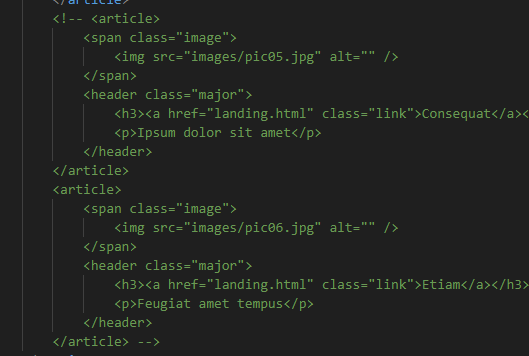 </article>
<!-- <article>
<span class="image">
<img src="images/pic05.jpg" alt="" />
</span>
<header class="major">
<h3><a href="landing.html" class="link">Consequat</a><
<p>Ipsum dolor sit amet</p>
</header>
</article>
<article>
<span class="image">
<img src="images/pic06.jpg" alt="" />
</span>
<header class="major">
<h3><a href="landing.html" class="link">Etiam</a></h3>
<p>Feugiat amet tempus</p>
</header>
</article> -->